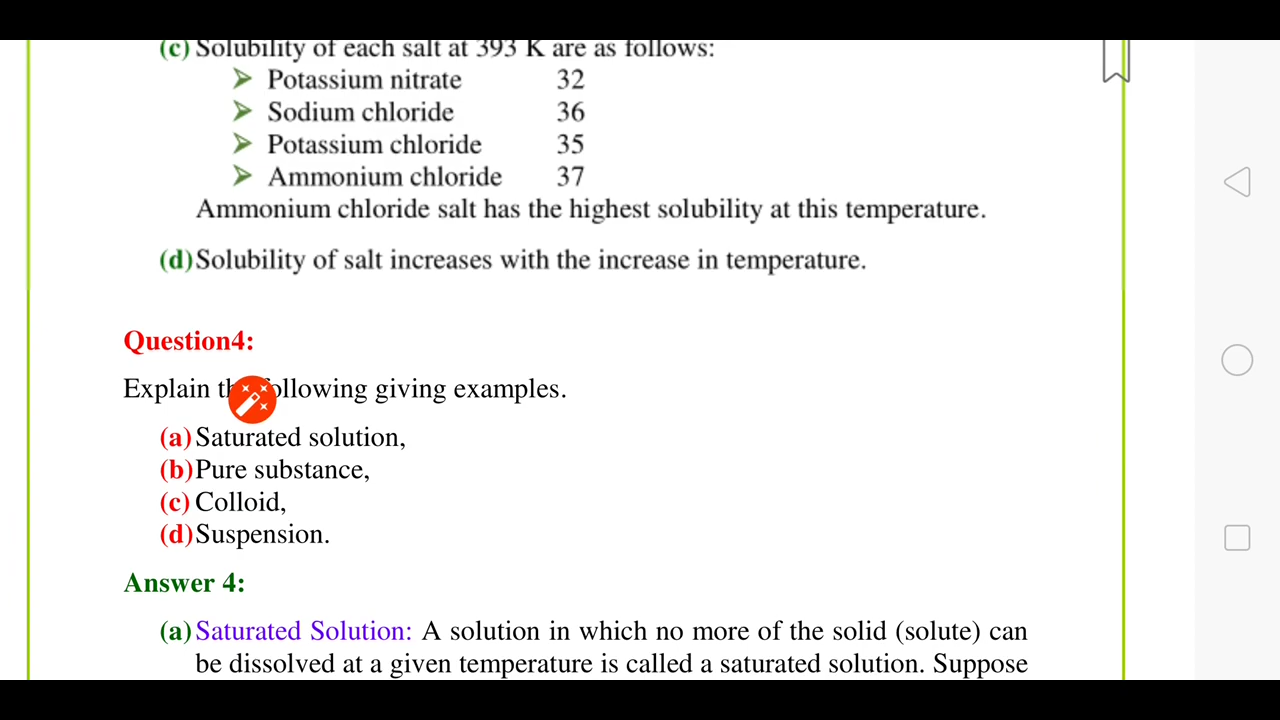 (c) Solubility of each salt at 393 K are as follows:
➢ Potassium nitrate 32
➢ Sodium chloride 36
➢ Potassium chloride 35
➢ Ammonium chloride 37
Ammonium chloride salt has the highest solubility at this temperature.
(d) Solubility of salt increases with the increase in temperature.
Question4:
Explain following giving examples.
(a) Saturated solution,
(b) Pure substance,
(c) Colloid,
(d) Suspension.
Answer 4:
(a) Saturated Solution: A solution in which no more of the solid (solute) can
be dissolved at a given temperature is called a saturated solution. Suppose